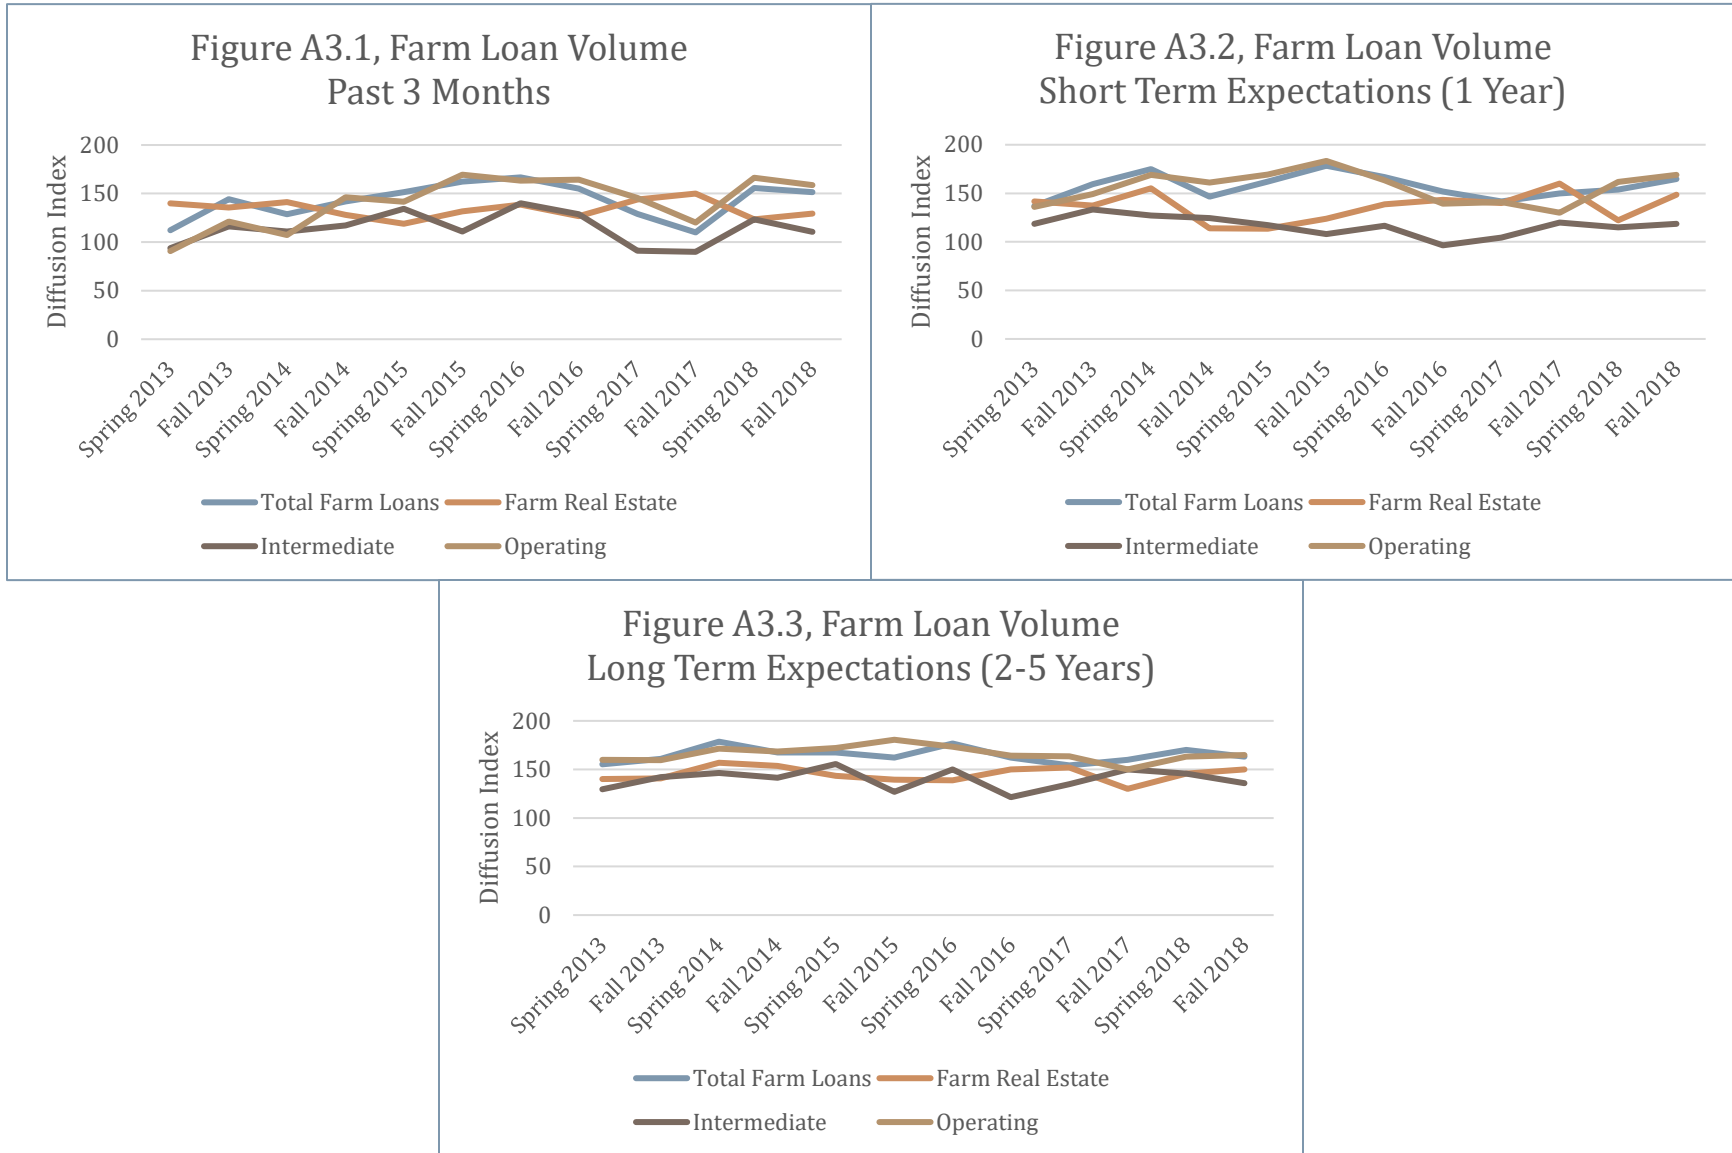 Figure A3.1, Farm Loan Volume
Past 3 Months
Diffusion Index
200
150
100
50
0
Spring 2013
Fall 2013
Spring 2014
Fall 2014
Spring 2015
Fall 2015
Spring 2016
Fall 2016
Spring 2017
Fall 2017
Spring 2018
Fall 2018
Total Farm Loans
Farm Real Estate
Intermediate
Operating
Figure A3.2, Farm Loan Volume
Short Term Expectations (1 Year)
Diffusion Index
200
150
100
50
0
Spring 2013
Fall 2013
Spring 2014
Fall 2014
Spring 2015
Fall 2015
Spring 2016
Fall 2016
Spring 2017
Fall 2017
Spring 2018
Fall 2018
Total Farm Loans
Farm Real Estate
Intermediate
Operating
Figure A3.3, Farm Loan Volume
Long Term Expectations (2-5 Years)
Diffusion Index
200
150
100
50
0
Spring 2013
Fall 2013
Spring 2014
Fall 2014
Spring 2015
Fall 2015
Spring 2016
Fall 2016
Spring 2017
Fall 2017
Spring 2018
Fall 2018
Total Farm Loans
Farm Real Estate
Intermediate
Operating